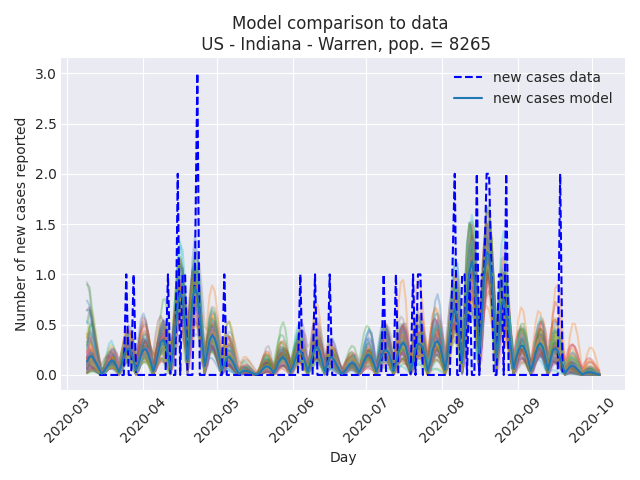 Model comparison to data
US - Indiana - Warren, pop. = 8265
new cases data
new cases model
Number of new cases reported
3.0
2.5
2.0
1.5
1.0
0.5
0.0
2020-03
2020-04
2020-05
2020-06
2020-07
2020-08
2020-09
2020-10
Day